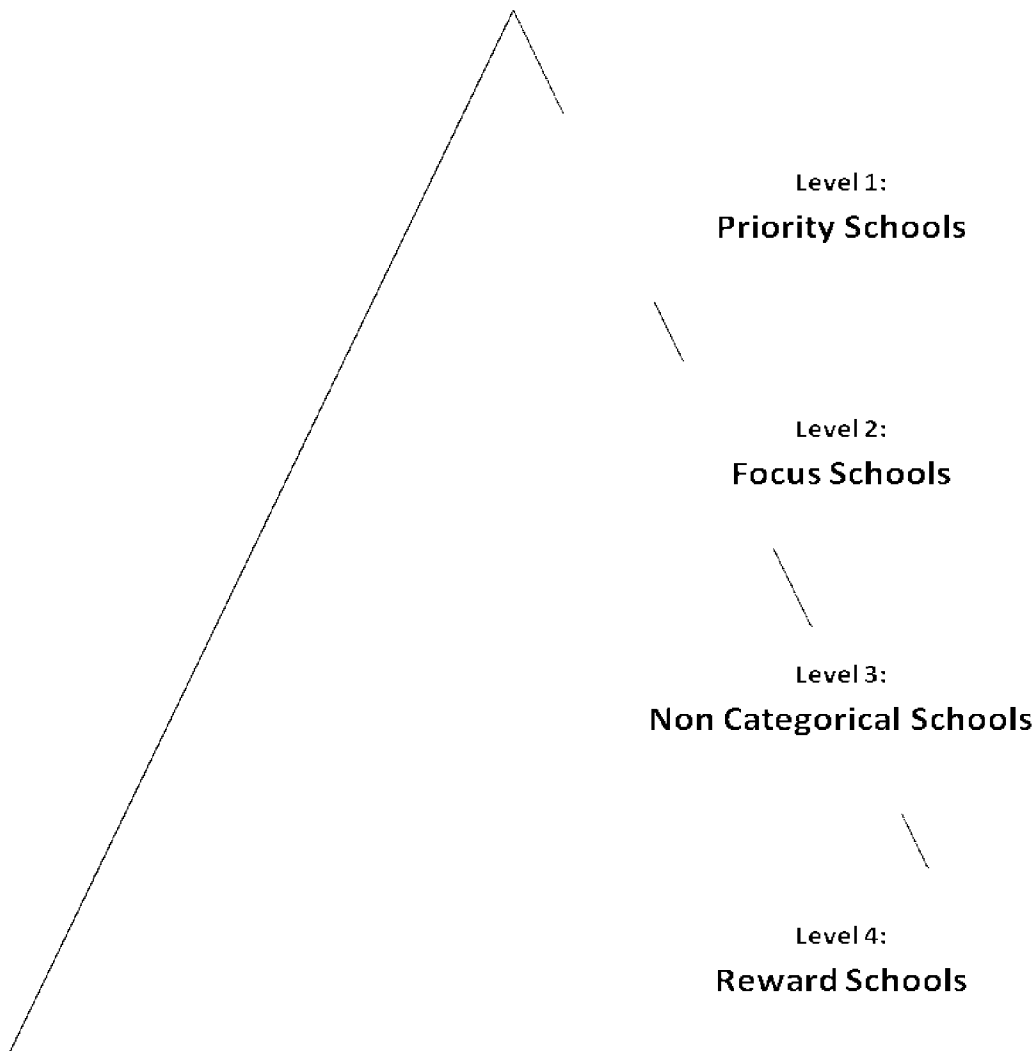 Level 1:
Priority Schools
Level 2:
Focus Schools
Level 3:
Non Categorical Schools
Level 4:
Reward Schools